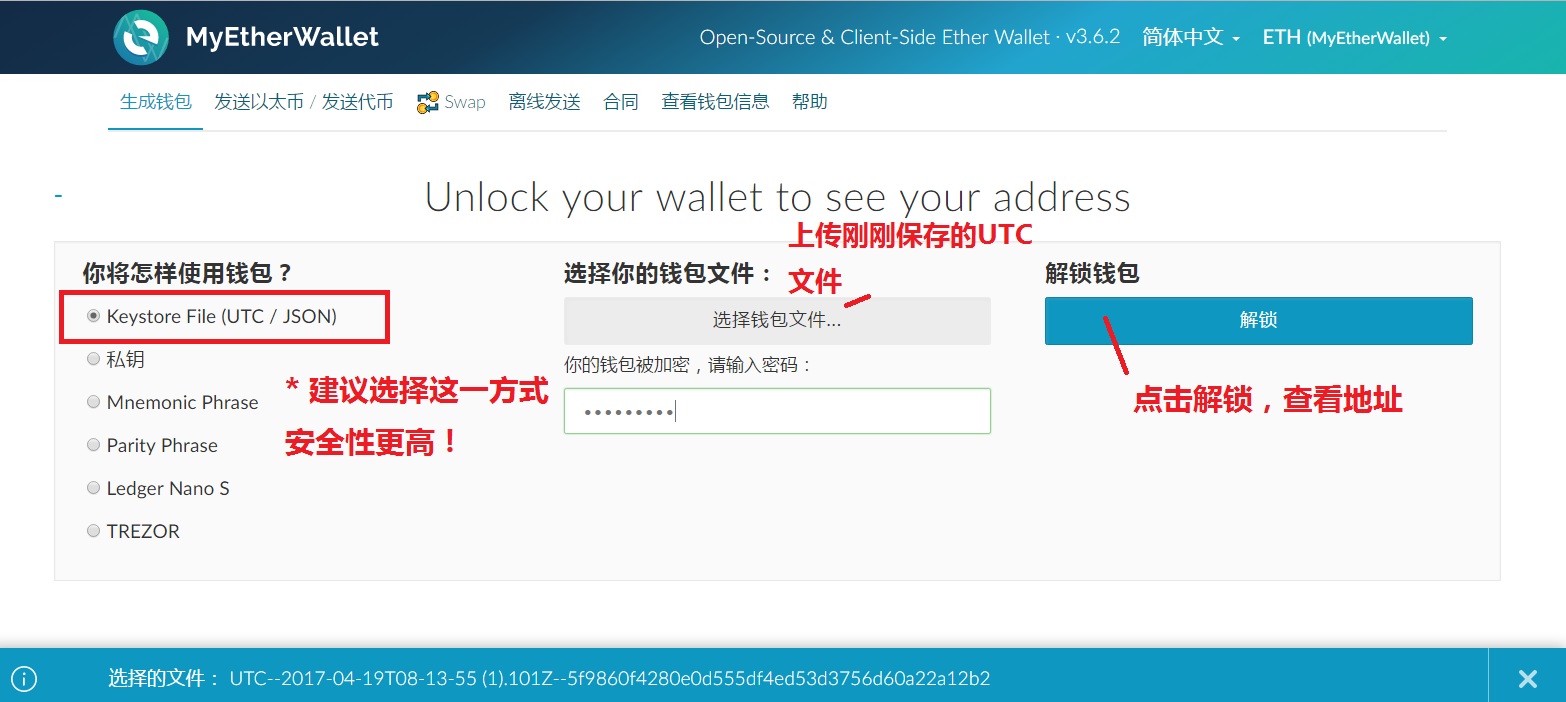 MyEtherWallet
Open-Source & Client-Side Ether Wallet · v3.6.2 简体中文 ETH (MyEtherWallet)
生成钱包 发送以太币 / 发送代币 Swap 离线发送 合同 查看钱包信息 帮助
-
Unlock your wallet to see your address
上传刚刚保存的UTC
文件
你将怎样使用钱包？
Keystore File (UTC / JSON)
私钥
Mnemonic Phrase
Parity Phrase
Ledger Nano S
TREZOR
* 建议选择这一方式
安全性更高！
选择你的钱包文件：
选择钱包文件...
你的钱包被加密，请输入密码：
•••••••••
解锁钱包
解锁
点击解锁，查看地址
选择的文件： UTC--2017-04-19T08-13-55 (1).101Z--5f9860f4280e0d555df4ed53d3756d60a22a12b2